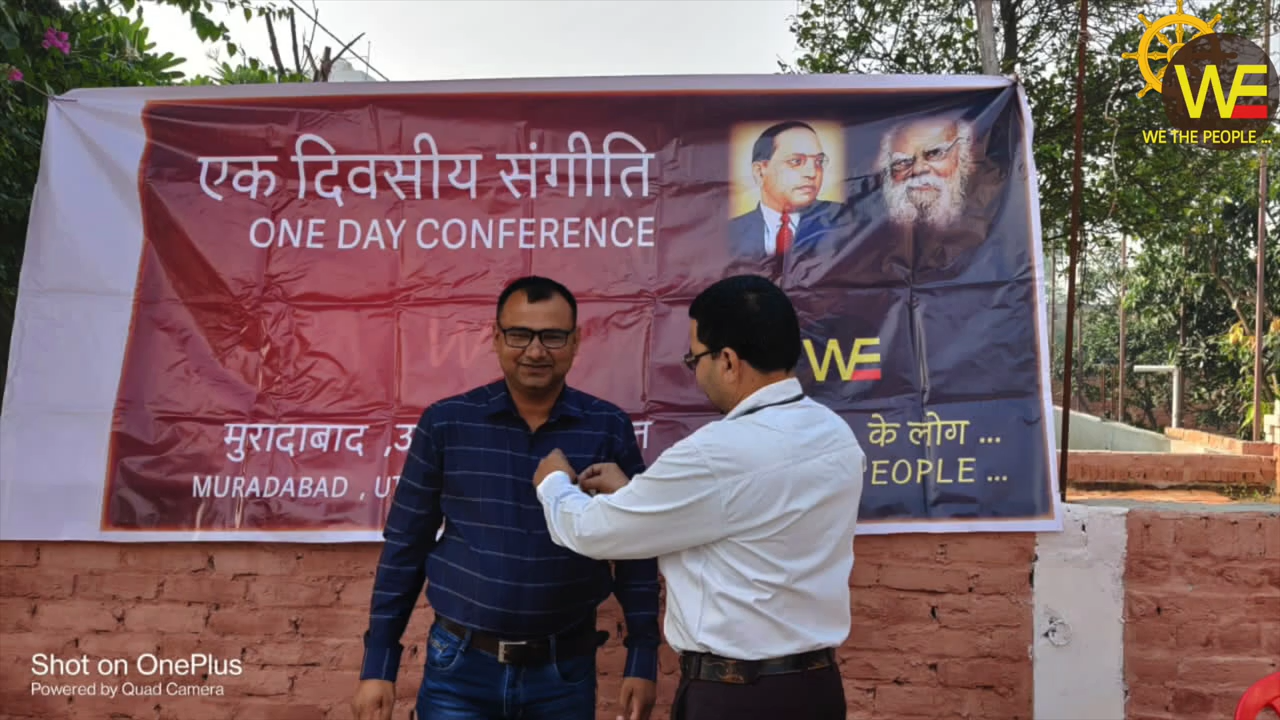 WE
WE THE PEOPLE ...
एक दिवसीय संगीति
ONE DAY CONFERENCE
WE
मुरादाबाद ,उ
के लोग ...
MURADABAD , UT
PEOPLE ...
Shot on OnePlus
Powered by Quad Camera